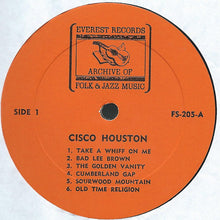 EVEREST RECORDS
ARCHIVE OF
FOLK & JAZZ MUSIC
SIDE 1
FS-205-A
CISCO HOUSTON
1. TAKE A WHIFF ON ME
2. BAD LEE BROWN
3. THE GOLDEN VANITY
4. CUMBERLAND GAP
5. SOURWOOD MOUNTAIN
6. OLD TIME RELIGION